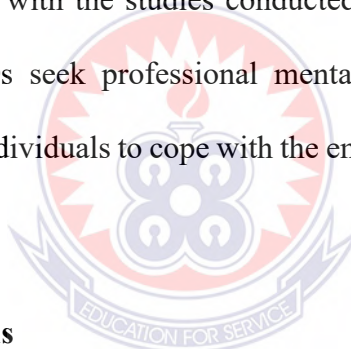 with the studies conducted
s seek professional menta
dividuals to cope with the en
EDUCATION FOR SERVICE
s